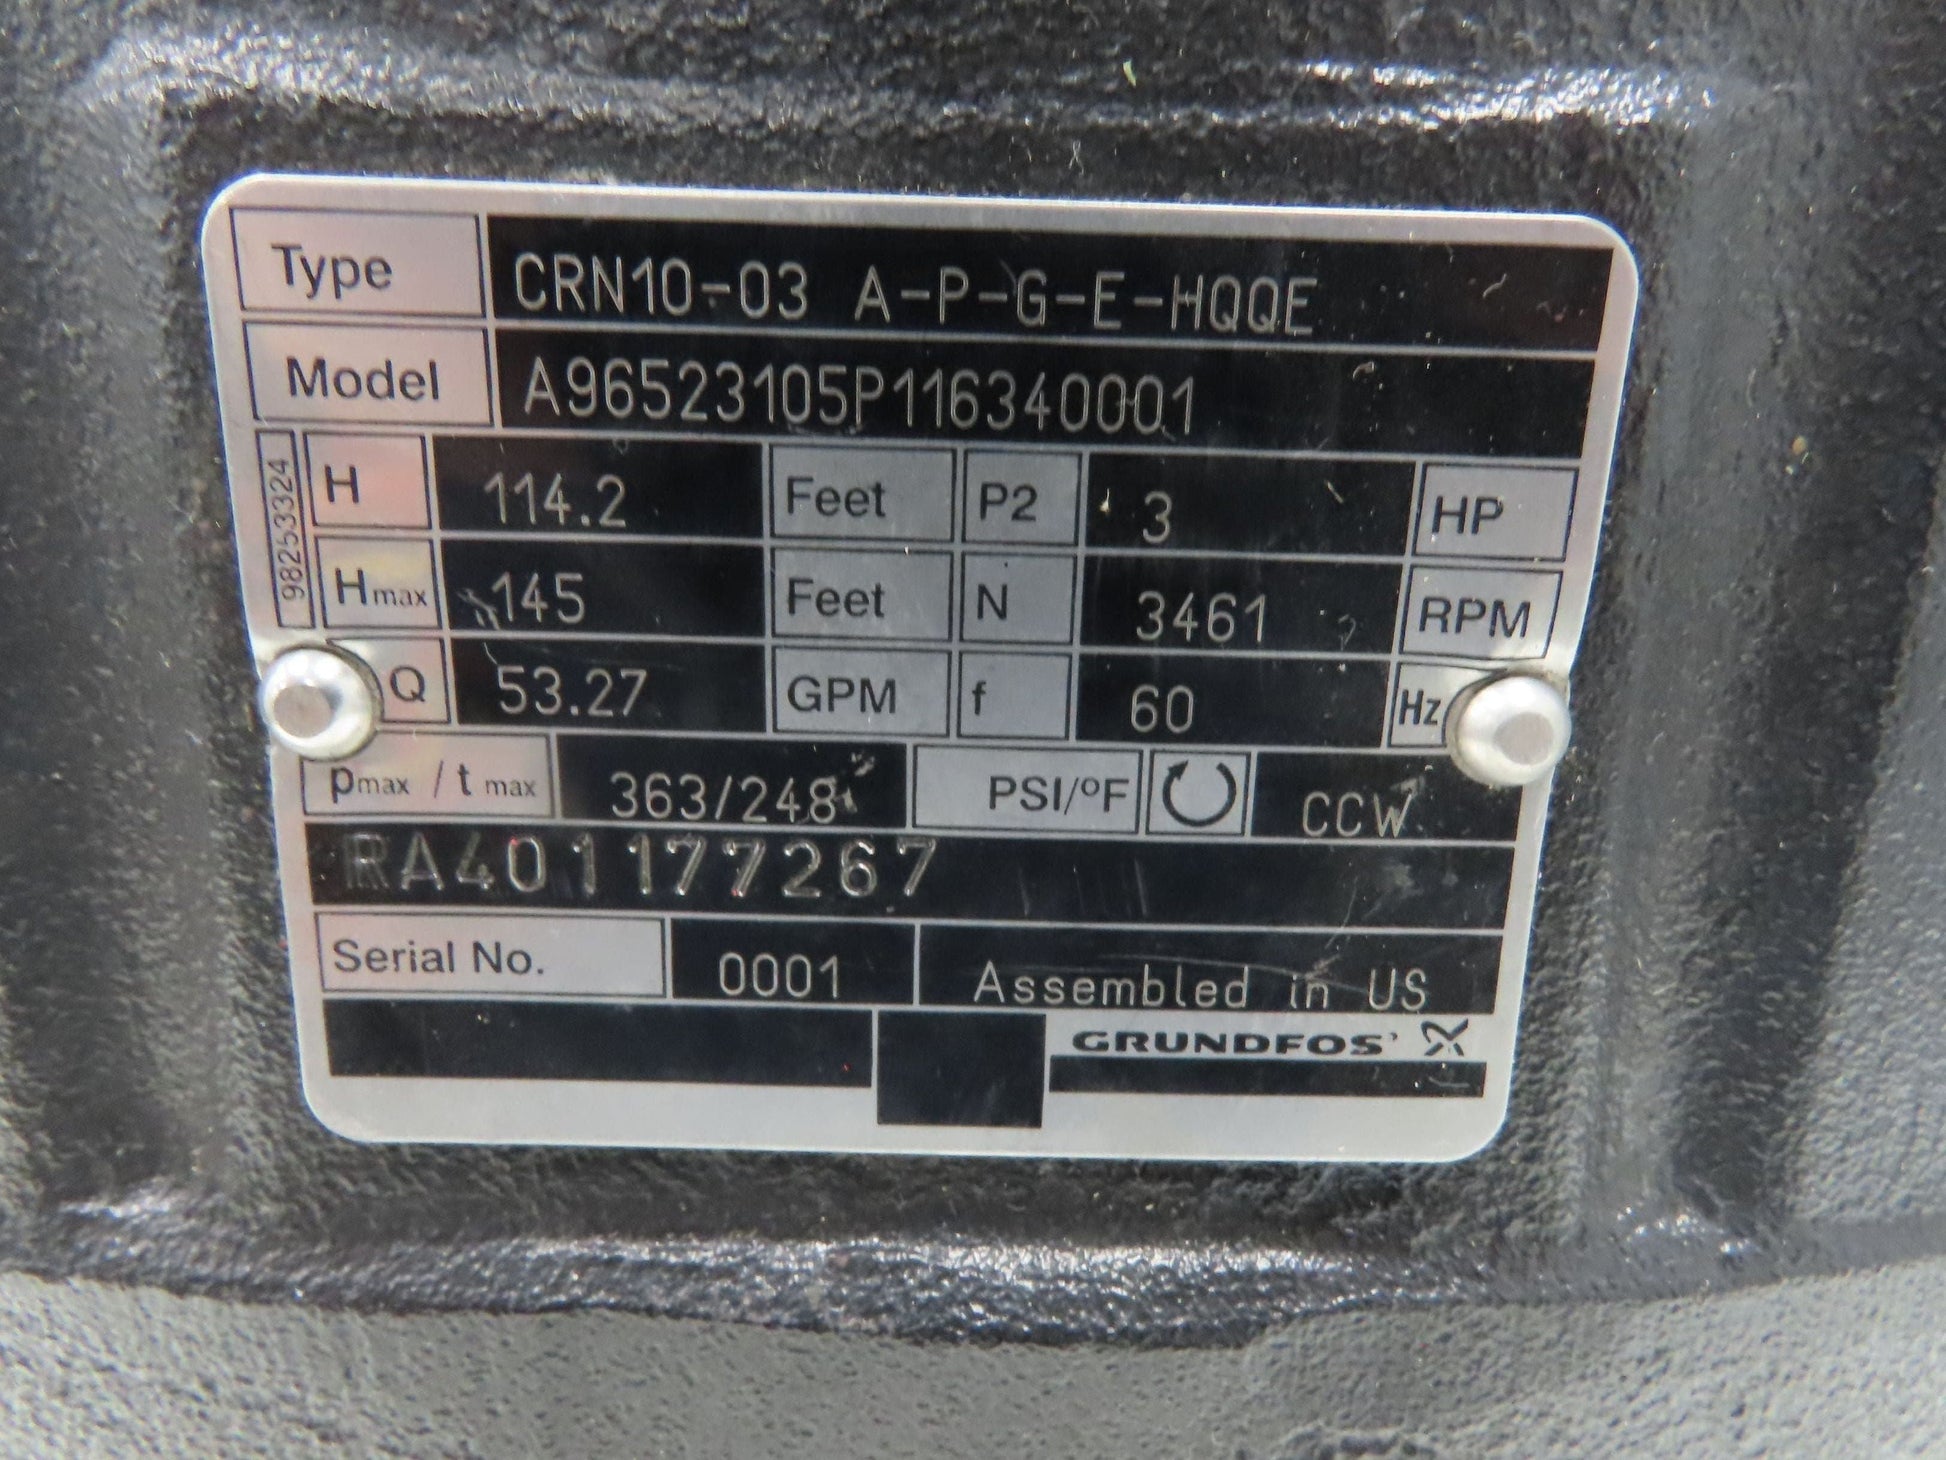 Type CRN10-03 A-P-G-E-HQQE
Model A96523105P116340001
98253324
H 114.2 Feet P2 3 HP
Hmax 145 Feet N 3461 RPM
Q 53.27 GPM f 60 Hz
pmax / t max 363/248 PSI/ºF CCW
RA401177267
Serial No. 0001 Assembled in US
GRUNDFOS